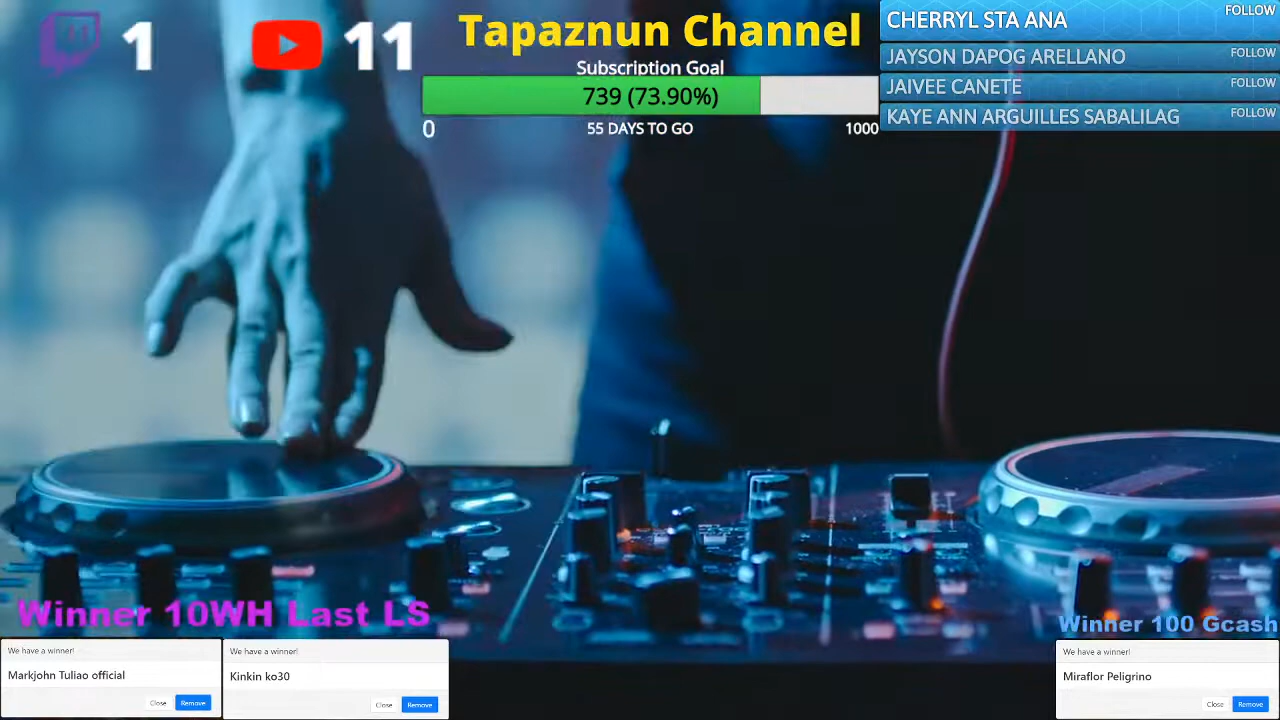 1
11
Tapaznun Channel
Subscription Goal
739 (73.90%)
0
55 DAYS TO GO
1000
CHERRYL STA ANA FOLLOW
JAYSON DAPOG ARELLANO FOLLOW
JAIVEE CANETE FOLLOW
KAYE ANN ARGUILLES SABALILAG FOLLOW
Winner 10WH Last LS
We have a winner!
Markjohn Tuliao official
Close Remove
We have a winner!
Kinkin ko30
Close Remove
Winner 100 Gcash
We have a winner!
Miraflor Peligrino
Close Remove